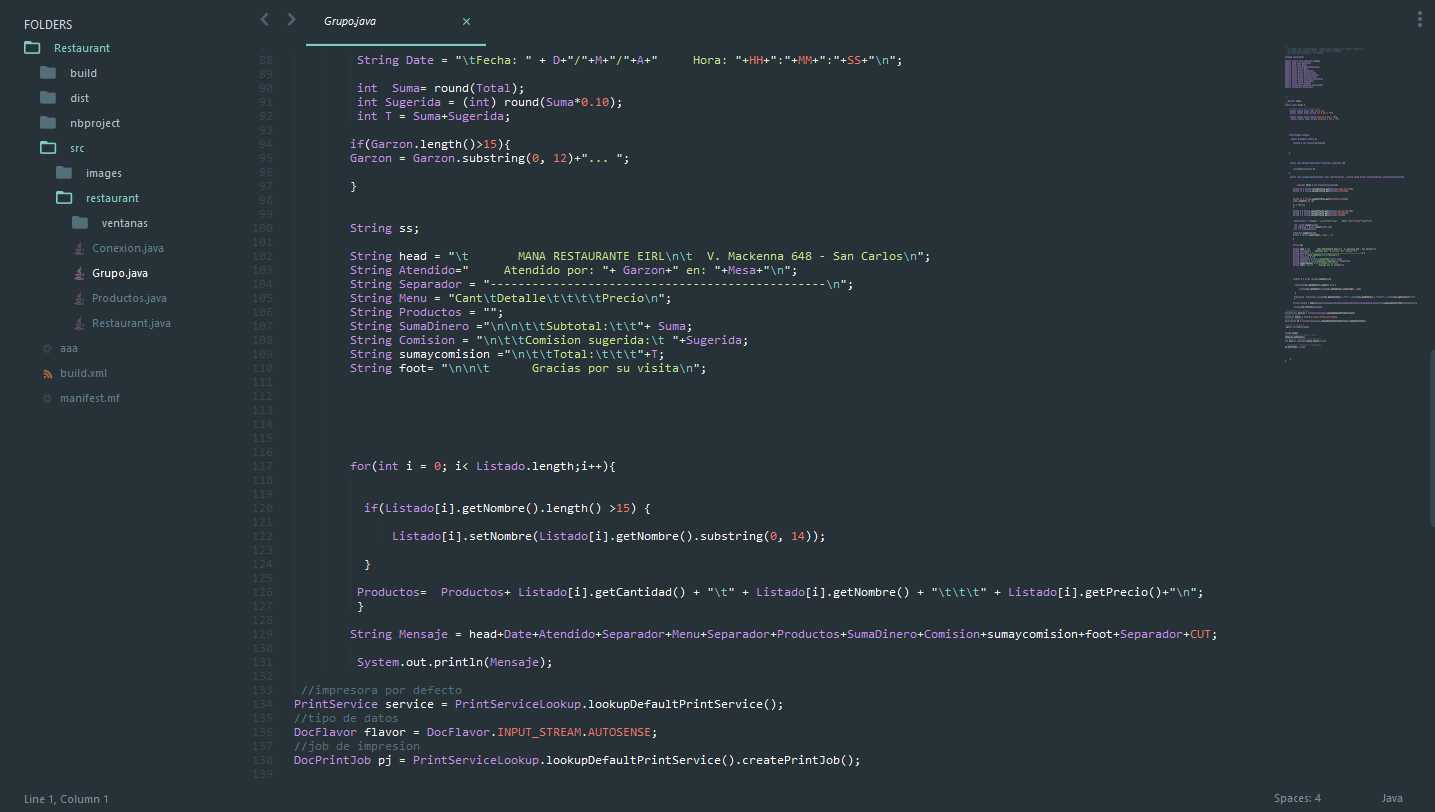 FOLDERS
Restaurant
build
dist
nbproject
src
images
restaurant
ventanas
Conexion.java
Grupo.java
Productos.java
Restaurant.java
aaa
build.xml
manifest.mf
Grupo.java ×
88 String Date = "\tFecha: " + D+"/"+M+"/"+A+"     Hora: "+HH+":"+MM+":"+SS+"\n";
89
90 int  Suma= round(Total);
91 int Sugerida = (int) round(Suma*0.10);
92 int T = Suma+Sugerida;
93
94 if(Garzon.length()>15){
95 Garzon = Garzon.substring(0, 12)+"... ";
96
97 }
98
99
100 String ss;
101
102 String head = "\t       MANA RESTAURANTE EIRL\n\t  V. Mackenna 648 - San Carlos\n";
103 String Atendido="     Atendido por: "+ Garzon+" en: "+Mesa+"\n";
104 String Separador = "------------------------------------------------\n";
105 String Menu = "Cant\tDetalle\t\t\t\tPrecio\n";
106 String Productos = "";
107 String SumaDinero ="\n\n\t\tSubtotal:\t\t"+ Suma;
108 String Comision = "\n\t\tComision sugerida:\t "+Sugerida;
109 String sumaycomision ="\n\t\tTotal:\t\t\t"+T;
110 String foot= "\n\n\t      Gracias por su visita\n";
111
112
113
114
115
116
117 for(int i = 0; i< Listado.length;i++){
118
119
120 if(Listado[i].getNombre().length() >15) {
121
122 Listado[i].setNombre(Listado[i].getNombre().substring(0, 14));
123
124 }
125
126 Productos=  Productos+ Listado[i].getCantidad() + "\t" + Listado[i].getNombre() + "\t\t\t" + Listado[i].getPrecio()+"\n";
127 }
128
129 String Mensaje = head+Date+Atendido+Separador+Menu+Separador+Productos+SumaDinero+Comision+sumaycomision+foot+Separador+CUT;
130
131 System.out.println(Mensaje);
132
133 //impresora por defecto
134 PrintService service = PrintServiceLookup.lookupDefaultPrintService();
135 //tipo de datos
136 DocFlavor flavor = DocFlavor.INPUT_STREAM.AUTOSENSE;
137 //job de impresion
138 DocPrintJob pj = PrintServiceLookup.lookupDefaultPrintService().createPrintJob();
139
Line 1, Column 1
Spaces: 4
Java